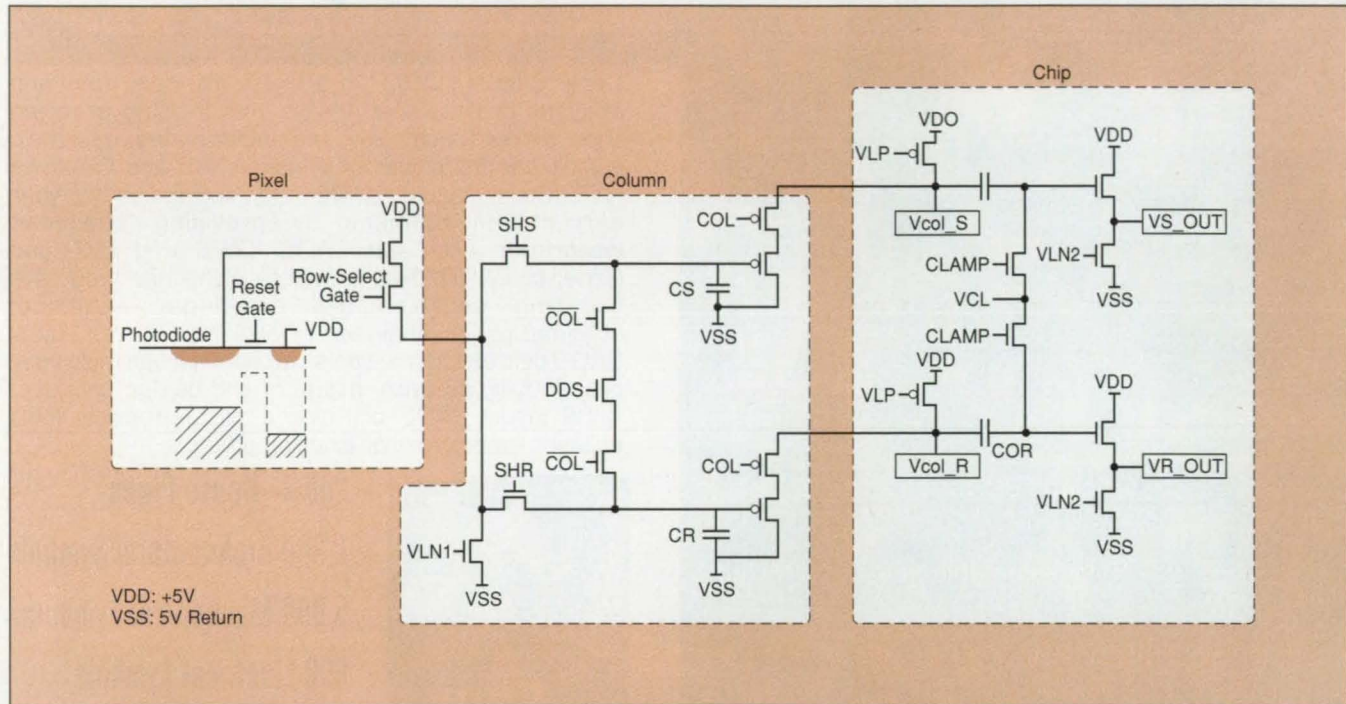 Chip
VDO
VDD
VLP
Pixel
Column
VDD
COL
Vcol_S
VS_OUT
SHS
CLAMP
VLN2
Row-Select
Gate
Reset
Gate
CS
VCL
VSS
Photodiode
VDD
COL
VSS
CLAMP
DDS
VDD
VDD
VLP
COL
SHR
COL
COR
Vcol_R
VR_OUT
VLN1
CR
VLN2
VSS
VSS
VSS
VDD: +5V
VSS: 5V Return